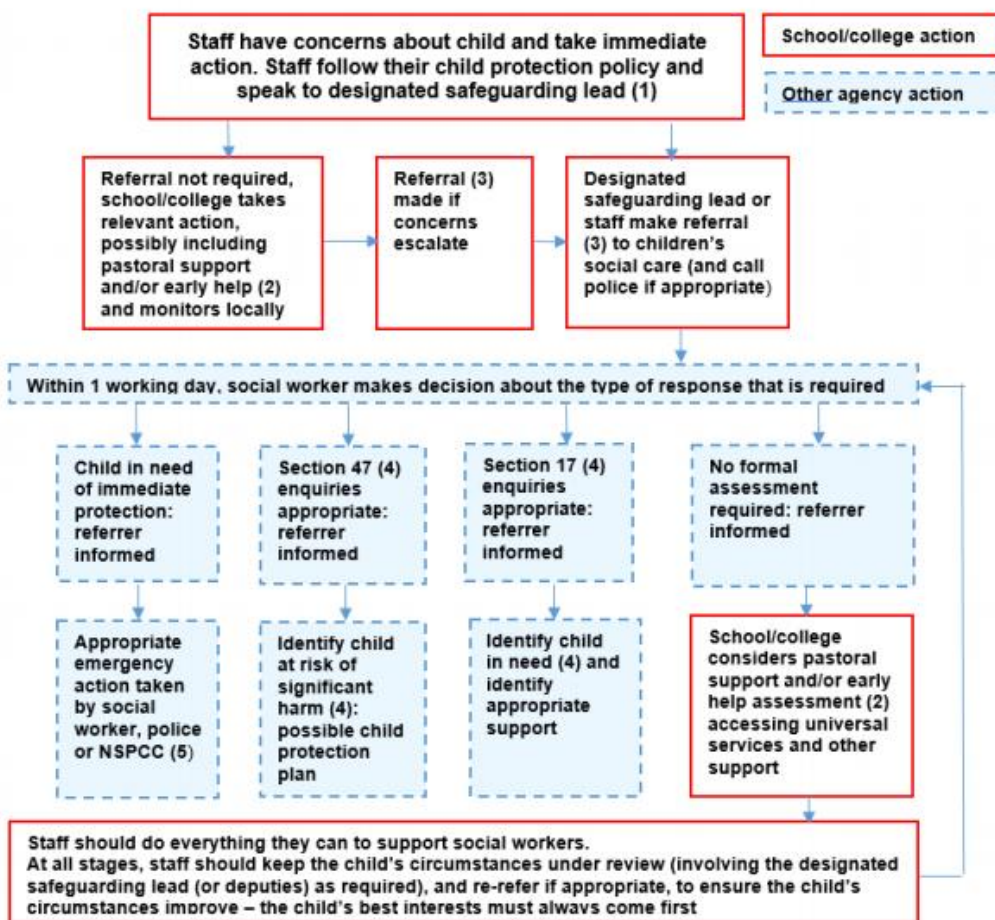 Staff have concerns about child and take immediate
action. Staff follow their child protection policy and
speak to designated safeguarding lead (1)
School/college action
Other agency action
Referral not required,
school/college takes
relevant action,
possibly including
pastoral support
and/or early help (2)
and monitors locally
Referral (3)
made if
concerns
escalate
Designated
safeguarding lead or
staff make referral
(3) to children's
social care (and call
police if appropriate)
Within 1 working day, social worker makes decision about the type of response that is required
Child in need
of immediate
protection:
referrer
informed
Section 47 (4)
enquiries
appropriate:
referrer
informed
Section 17 (4)
enquiries
appropriate:
referrer
informed
No formal
assessment
required: referrer
informed
Appropriate
emergency
action taken
by social
worker, police
or NSPCC (5)
Identify child
at risk of
significant
harm (4):
possible child
protection
plan
Identify child
in need (4) and
identify
appropriate
support
School/college
considers pastoral
support and/or early
help assessment (2)
accessing universal
services and other
support
Staff should do everything they can to support social workers.
At all stages, staff should keep the child's circumstances under review (involving the designated
safeguarding lead (or deputies) as required), and re-refer if appropriate, to ensure the child's
circumstances improve – the child's best interests must always come first